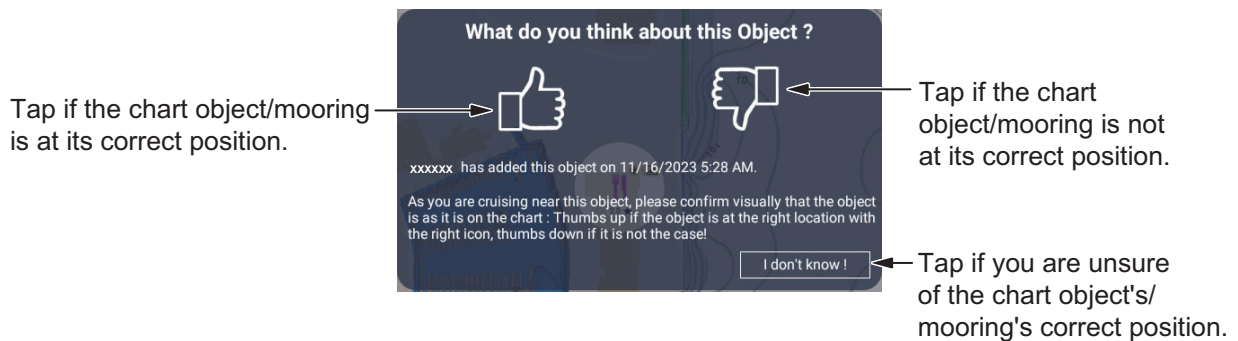 What do you think about this Object ?
Tap if the chart object/mooring
is at its correct position.
Tap if the chart
object/mooring is not
at its correct position.
xxxxxx has added this object on 11/16/2023 5:28 AM.
As you are cruising near this object, please confirm visually that the object
is as it is on the chart : Thumbs up if the object is at the right location with
the right icon, thumbs down if it is not the case!
I don't know !
Tap if you are unsure
of the chart object's/
mooring's correct position.